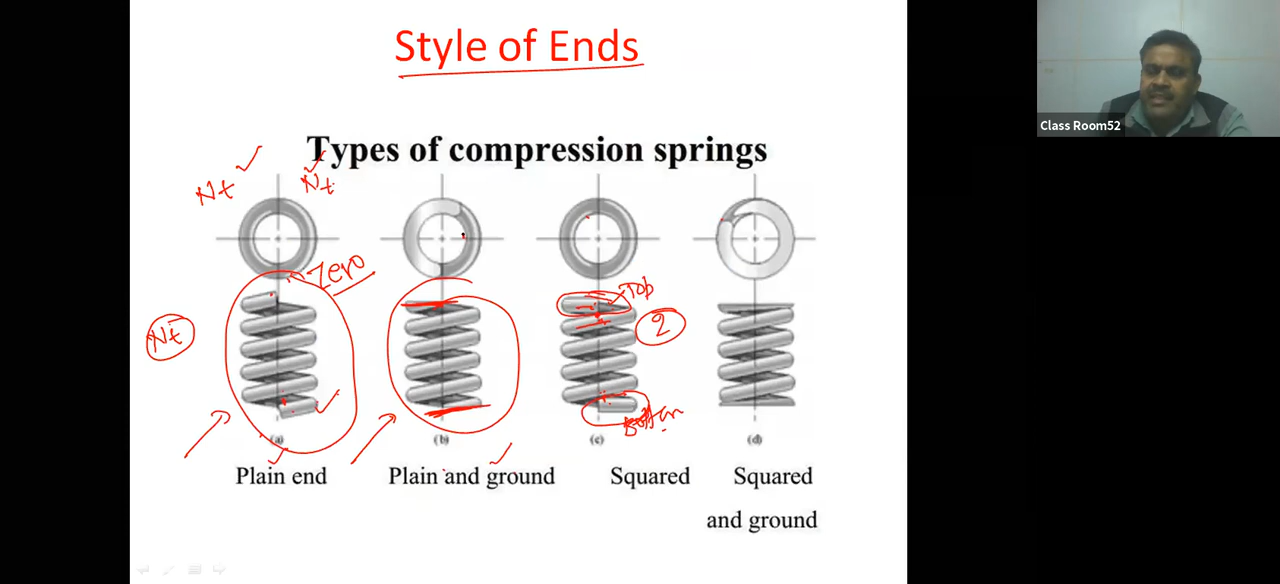 Style of Ends
Class Room52
Types of compression springs
Nt
Nt
Zero
Top
Nt
2
Bottom
(a)
(b)
(c)
(d)
Plain end
Plain and ground
Squared
Squared
and ground